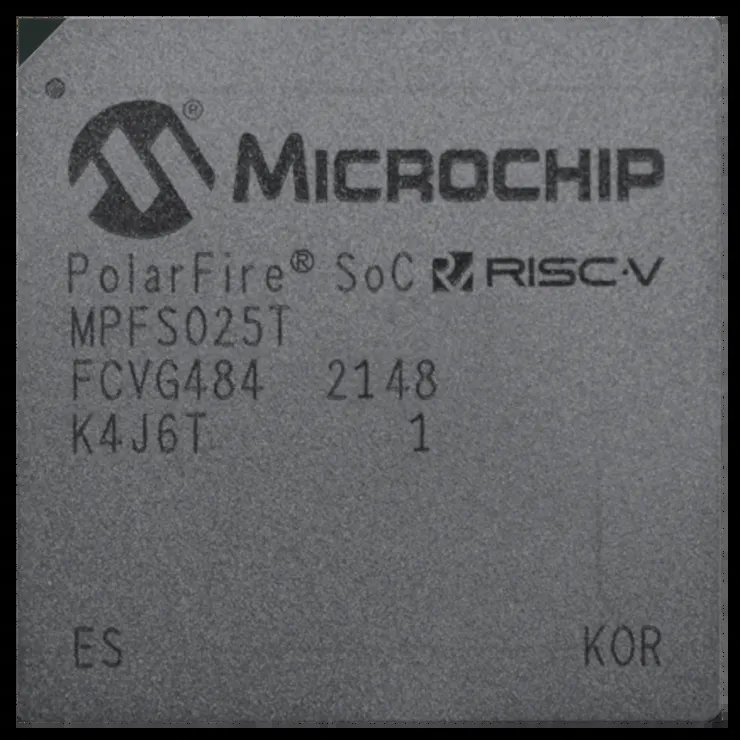 ® MICROCHIP
PolarFire® SoC RISC-V
MPFS025T
FCVG484 2148
K4J6T 1
ES KOR